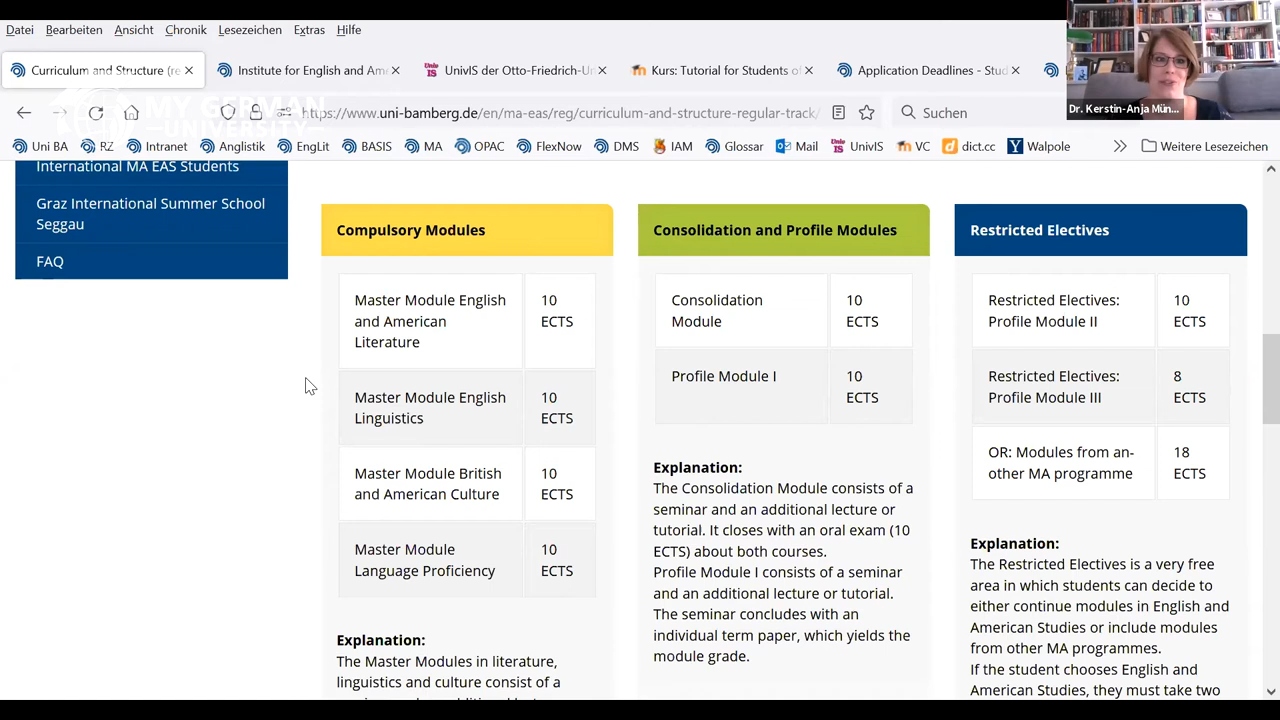 Datei Bearbeiten Ansicht Chronik Lesezeichen Extras Hilfe
Curriculum and Structure (re
Institute for English and Ame
UnivIS der Otto-Friedrich-Un
Kurs: Tutorial for Students of
Application Deadlines - Stud
MY GERMAN
UNIVERSITY
https://www.uni-bamberg.de/en/ma-eas/reg/curriculum-and-structure-regular-track/
Suchen
Dr. Kerstin-Anja Mün...
Uni BA RZ Intranet Anglistik EngLit BASIS MA OPAC FlexNow DMS IAM Glossar Mail UnivIS VC dict.cc Walpole Weitere Lesezeichen
International MA EAS Students
Graz International Summer School
Seggau
FAQ
Compulsory Modules
Master Module English
and American
Literature
10
ECTS
Master Module English
Linguistics
10
ECTS
Master Module British
and American Culture
10
ECTS
Master Module
Language Proficiency
10
ECTS
Explanation:
The Master Modules in literature,
linguistics and culture consist of a
Consolidation and Profile Modules
Consolidation
Module
10
ECTS
Profile Module I
10
ECTS
Explanation:
The Consolidation Module consists of a
seminar and an additional lecture or
tutorial. It closes with an oral exam (10
ECTS) about both courses.
Profile Module I consists of a seminar
and an additional lecture or tutorial.
The seminar concludes with an
individual term paper, which yields the
module grade.
Restricted Electives
Restricted Electives:
Profile Module II
10
ECTS
Restricted Electives:
Profile Module III
8
ECTS
OR: Modules from an-
other MA programme
18
ECTS
Explanation:
The Restricted Electives is a very free
area in which students can decide to
either continue modules in English and
American Studies or include modules
from other MA programmes.
If the student chooses English and
American Studies, they must take two